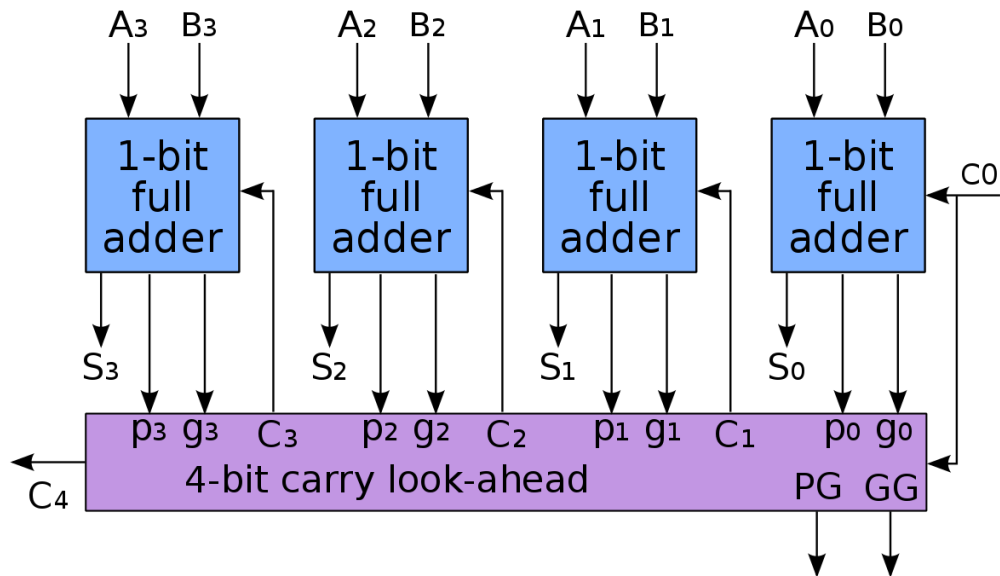 A3 B3 A2 B2 A1 B1 A0 B0
1-bit
full
adder
1-bit
full
adder
1-bit
full
adder
1-bit
full
adder
C0
S3 S2 S1 S0
p3 g3 C3 p2 g2 C2 p1 g1 C1 p0 g0
4-bit carry look-ahead
PG GG
C4